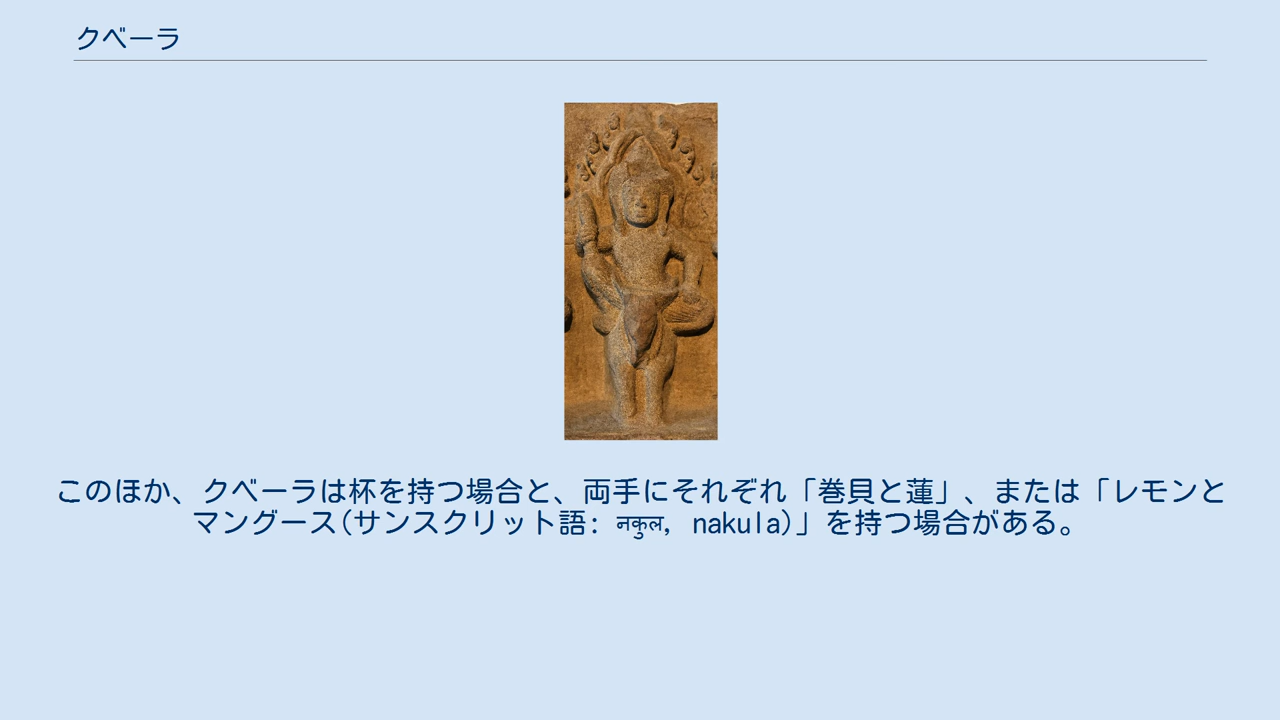 クベーラ
このほか、クベーラは杯を持つ場合と、両手にそれぞれ「巻貝と蓮」、または「レモンと
マングース(サンスクリット語: नकुल, nakula)」を持つ場合がある。